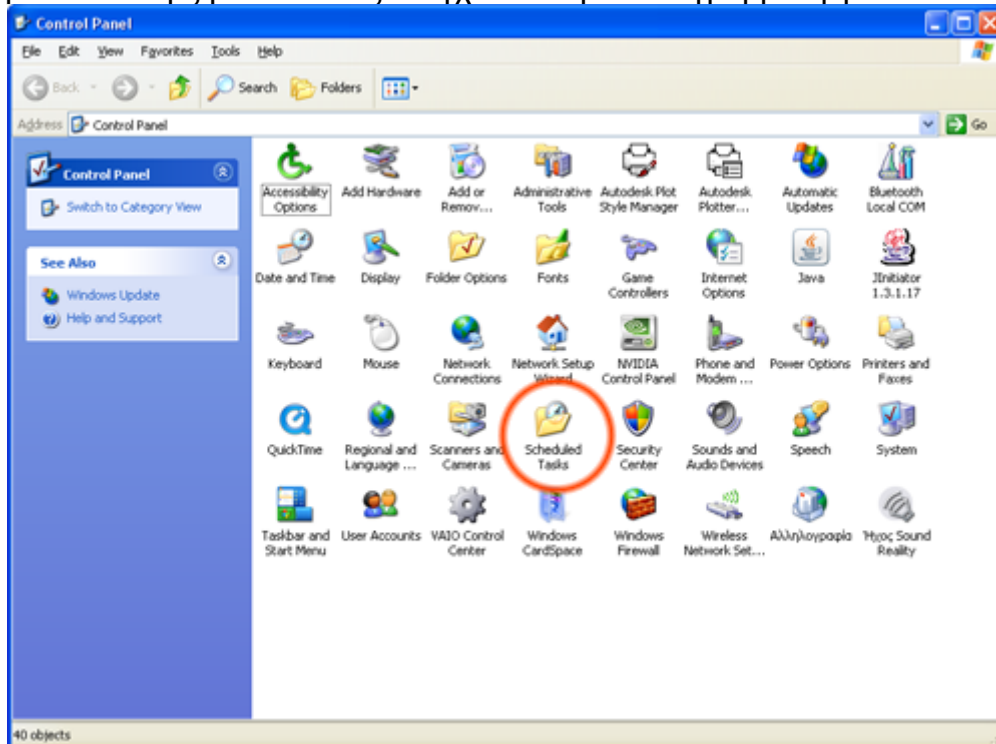 Control Panel
File Edit View Favorites Tools Help
Back Search Folders
Address Control Panel Go
Control Panel
Switch to Category View
See Also
Windows Update
Help and Support
Accessibility Options
Add Hardware
Add or Remov...
Administrative Tools
Autodesk Plot Style Manager
Autodesk Plotter...
Automatic Updates
Bluetooth Local COM
Date and Time
Display
Folder Options
Fonts
Game Controllers
Internet Options
Java
JInitiator 1.3.1.17
Keyboard
Mouse
Network Connections
Network Setup Wizard
NVIDIA Control Panel
Phone and Modem ...
Power Options
Printers and Faxes
QuickTime
Regional and Language ...
Scanners and Cameras
Scheduled Tasks
Security Center
Sounds and Audio Devices
Speech
System
Taskbar and Start Menu
User Accounts
VAIO Control Center
Windows CardSpace
Windows Firewall
Wireless Network Set...
Αλληλογραφία
Ήχος Sound Reality
40 objects